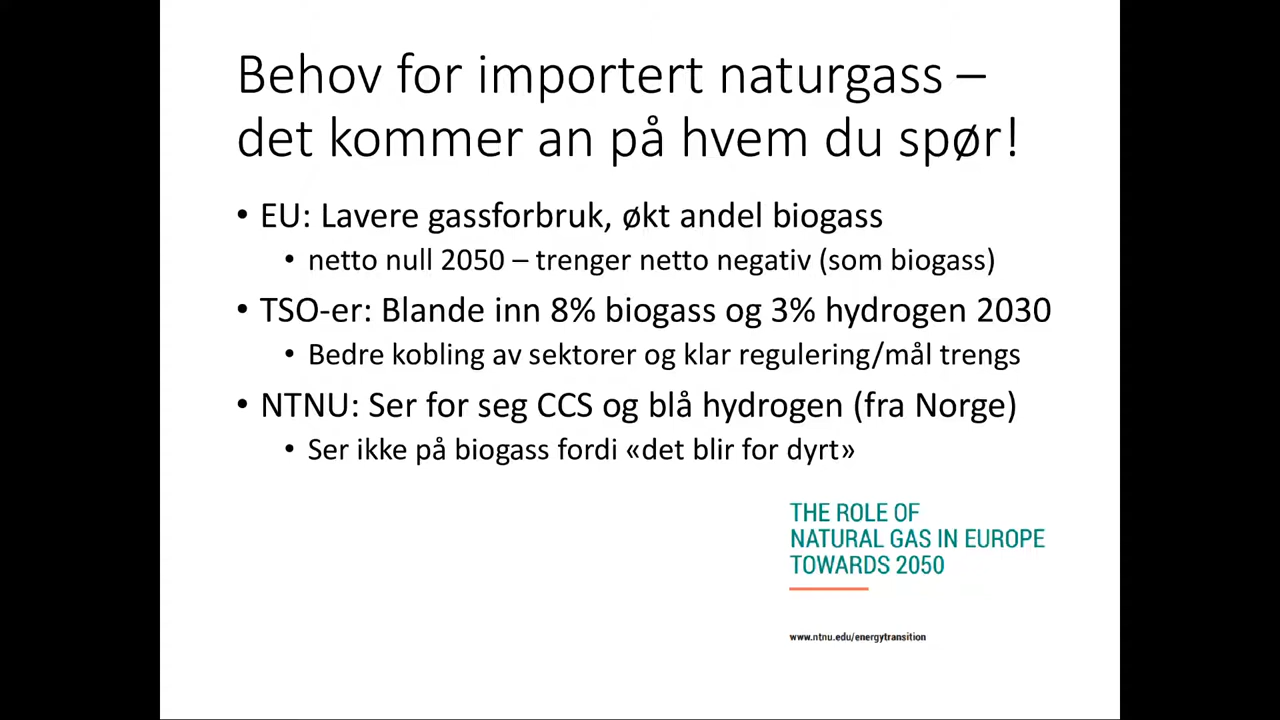 Behov for importert naturgass –
det kommer an på hvem du spør!
• EU: Lavere gassforbruk, økt andel biogass
• netto null 2050 – trenger netto negativ (som biogass)
• TSO-er: Blande inn 8% biogass og 3% hydrogen 2030
• Bedre kobling av sektorer og klar regulering/mål trengs
• NTNU: Ser for seg CCS og blå hydrogen (fra Norge)
• Ser ikke på biogass fordi «det blir for dyrt»
THE ROLE OF
NATURAL GAS IN EUROPE
TOWARDS 2050
www.ntnu.edu/energytransition